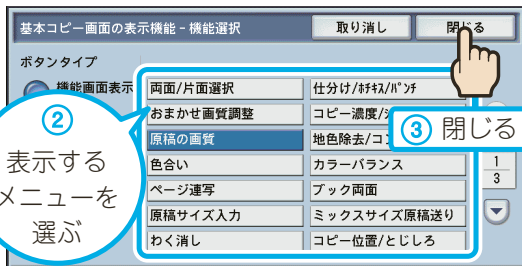 基本コピー画面の表示機能 - 機能選択
取り消し
閉じる
ボタンタイプ
機能画面表示
両面/片面選択
仕分け/ﾎﾁｷｽ/ﾊﾟﾝﾁ
おまかせ画質調整
コピー濃度/
原稿の画質
地色除去/コン
色合い
カラーバランス
ページ連写
ブック両面
原稿サイズ入力
ミックスサイズ原稿送り
わく消し
コピー位置/とじしろ
1
3
②
表示する
メニューを
選ぶ
③ 閉じる